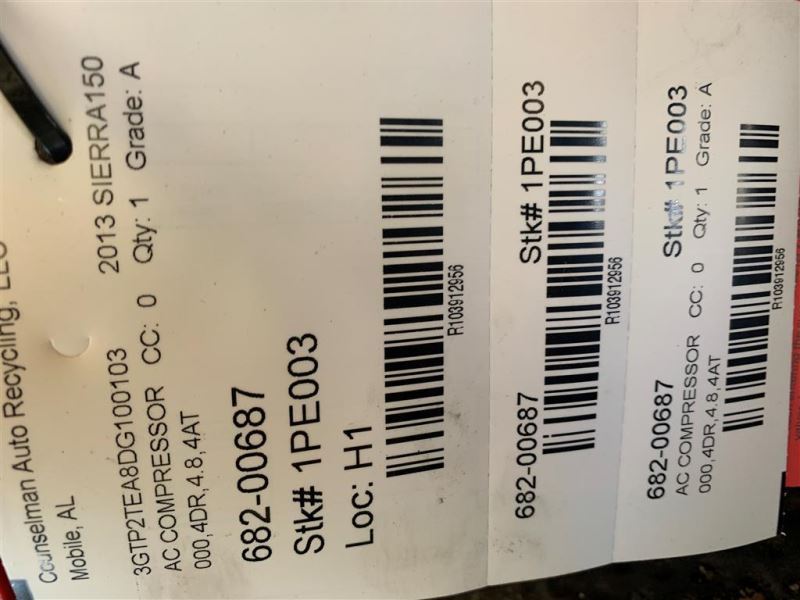 Counselman Auto Recycling, LLC
Mobile, AL
3GTP2TEA8DG100103 2013 SIERRA150
AC COMPRESSOR CC: 0 Qty: 1 Grade: A
000,4DR,4.8,4AT
682-00687
Stk# 1PE003
Loc: H1
R103912956
682-00687 Stk# 1PE003
R103912956
682-00687 Stk# 1PE003
AC COMPRESSOR CC: 0 Qty: 1 Grade: A
000,4DR,4.8,4AT
R103912956